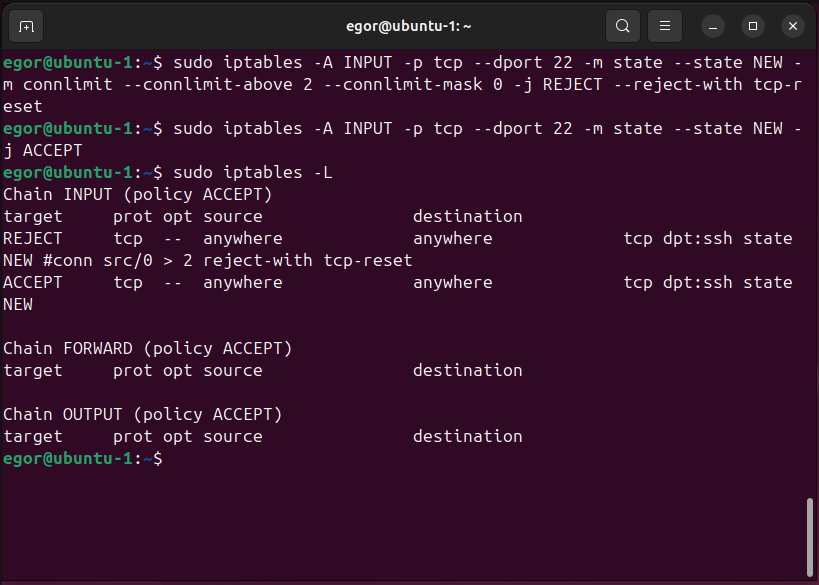 egor@ubuntu-1: ~
egor@ubuntu-1:~$ sudo iptables -A INPUT -p tcp --dport 22 -m state --state NEW -
m connlimit --connlimit-above 2 --connlimit-mask 0 -j REJECT --reject-with tcp-r
eset
egor@ubuntu-1:~$ sudo iptables -A INPUT -p tcp --dport 22 -m state --state NEW -
j ACCEPT
egor@ubuntu-1:~$ sudo iptables -L
Chain INPUT (policy ACCEPT)
target     prot opt source               destination
REJECT     tcp  --  anywhere             anywhere             tcp dpt:ssh state
NEW #conn src/0 > 2 reject-with tcp-reset
ACCEPT     tcp  --  anywhere             anywhere             tcp dpt:ssh state
NEW

Chain FORWARD (policy ACCEPT)
target     prot opt source               destination

Chain OUTPUT (policy ACCEPT)
target     prot opt source               destination
egor@ubuntu-1:~$